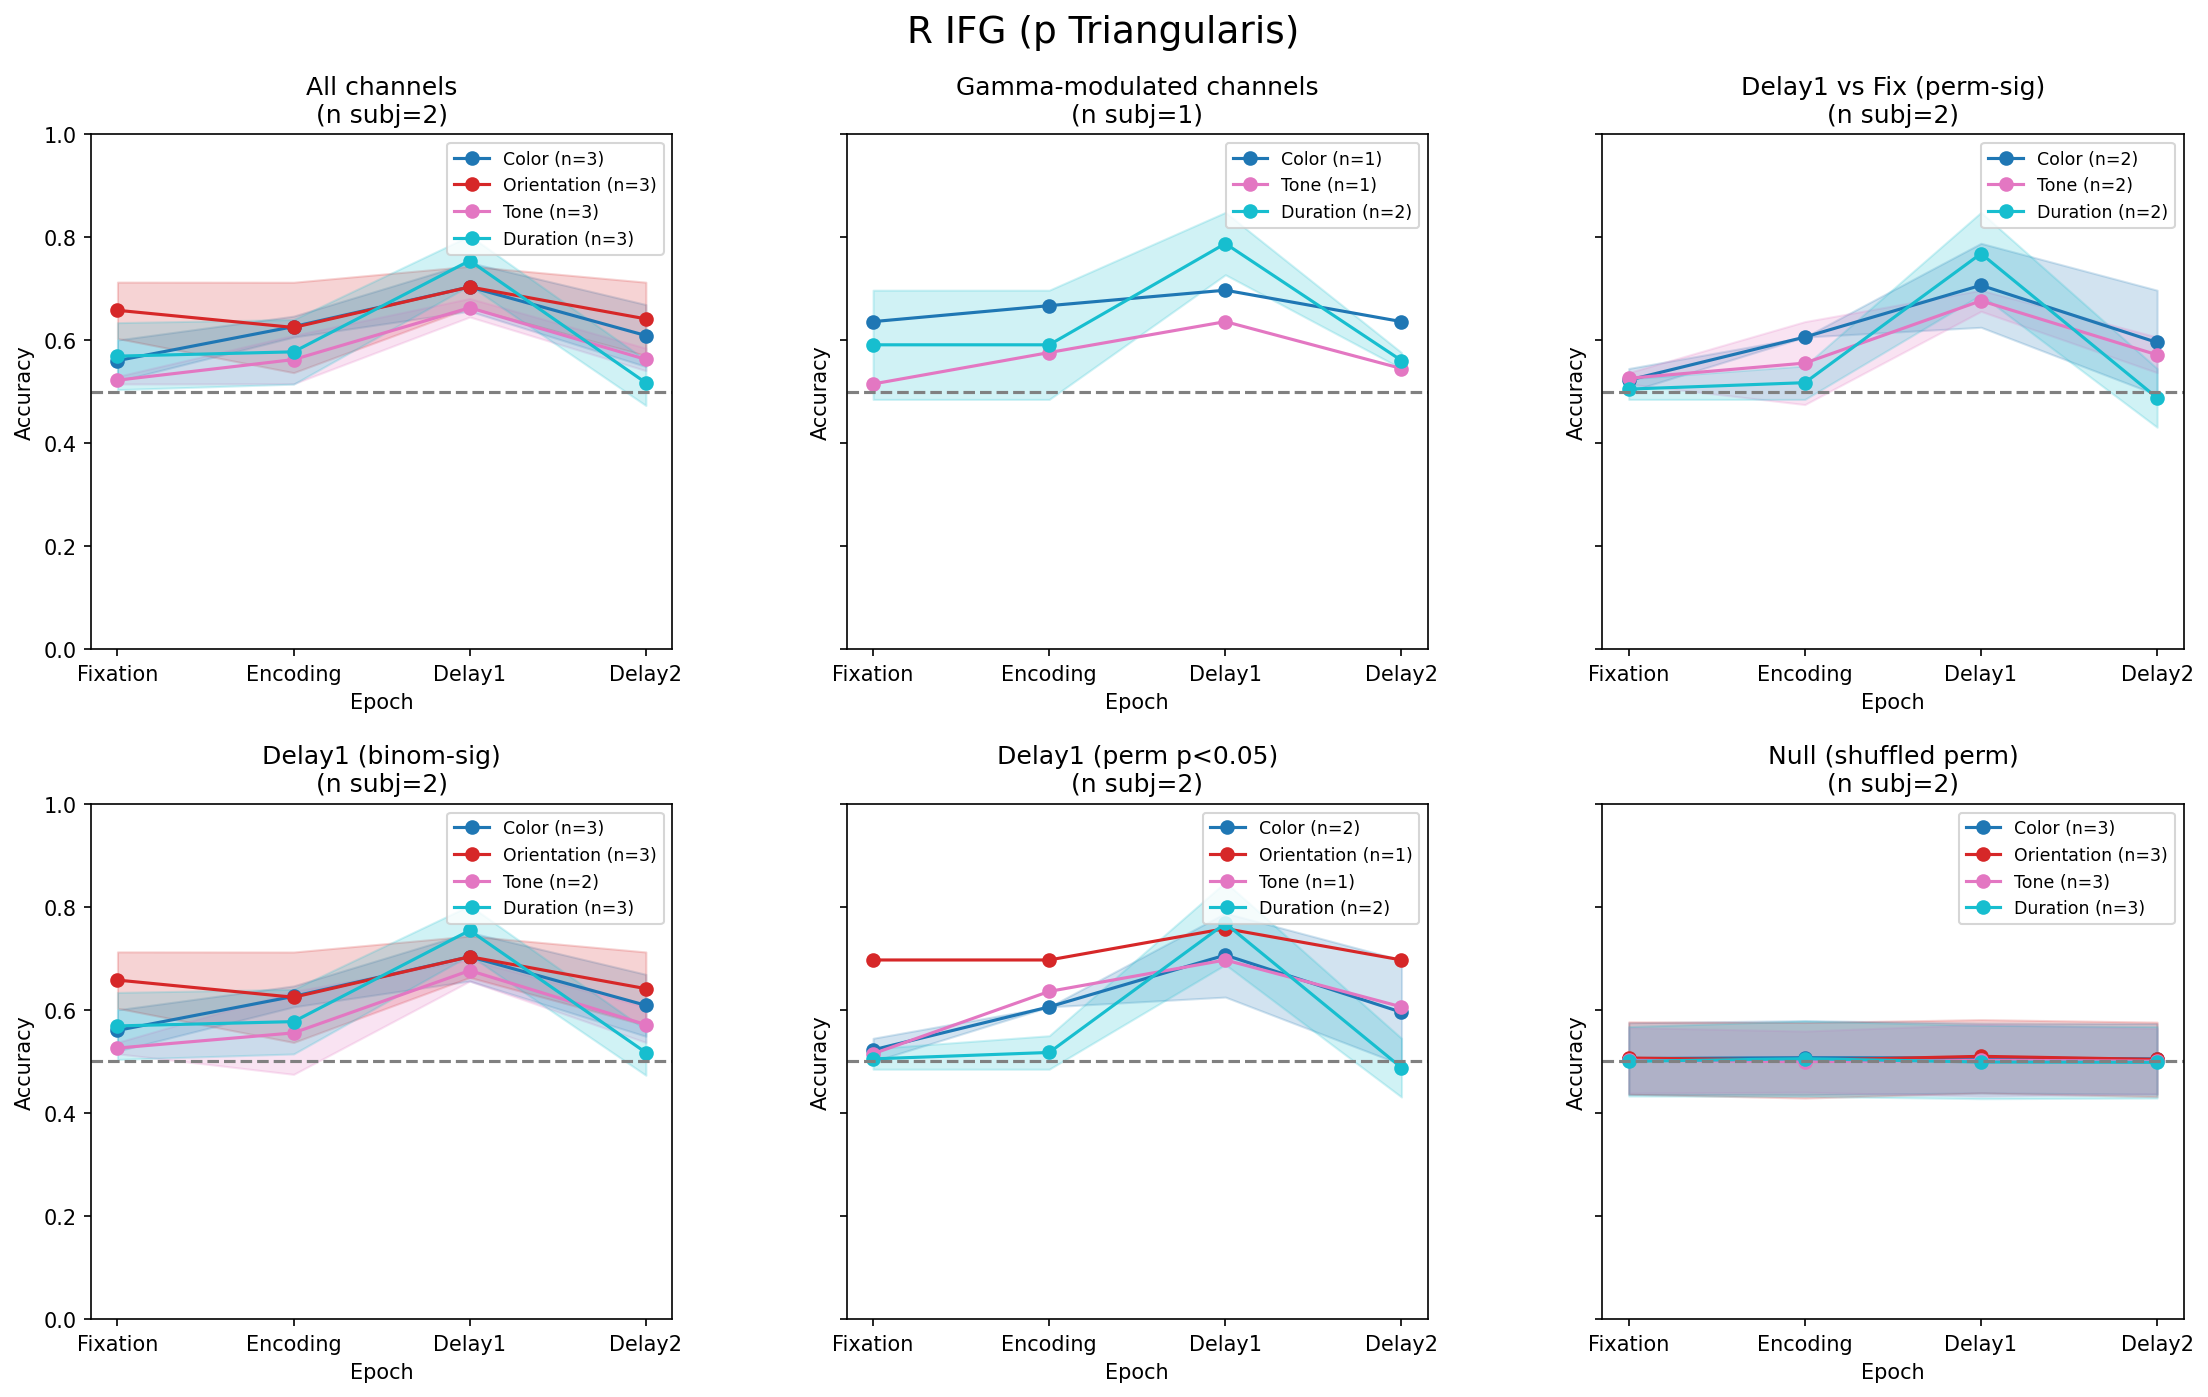 R IFG (p Triangularis)
All channels
(n subj=2)
Gamma-modulated channels
(n subj=1)
Delay1 vs Fix (perm-sig)
(n subj=2)
1.0
0.8
0.6
0.4
0.2
0.0
Accuracy
Color (n=3)
Orientation (n=3)
Tone (n=3)
Duration (n=3)
Fixation
Encoding
Delay1
Delay2
Epoch
Accuracy
Color (n=1)
Tone (n=1)
Duration (n=2)
Fixation
Encoding
Delay1
Delay2
Epoch
Accuracy
Color (n=2)
Tone (n=2)
Duration (n=2)
Fixation
Encoding
Delay1
Delay2
Epoch
Delay1 (binom-sig)
(n subj=2)
Delay1 (perm p<0.05)
(n subj=2)
Null (shuffled perm)
(n subj=2)
1.0
0.8
0.6
0.4
0.2
0.0
Accuracy
Color (n=3)
Orientation (n=3)
Tone (n=2)
Duration (n=3)
Fixation
Encoding
Delay1
Delay2
Epoch
Accuracy
Color (n=2)
Orientation (n=1)
Tone (n=1)
Duration (n=2)
Fixation
Encoding
Delay1
Delay2
Epoch
Accuracy
Color (n=3)
Orientation (n=3)
Tone (n=3)
Duration (n=3)
Fixation
Encoding
Delay1
Delay2
Epoch